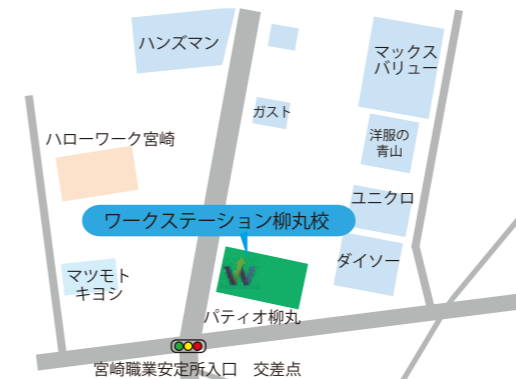 ハンズマン
マックス
バリュー
ガスト
洋服の
青山
ハローワーク宮崎
ユニクロ
ワークステーション柳丸校
ダイソー
マツモト
キヨシ
W
パティオ柳丸
宮崎職業安定所入口　交差点